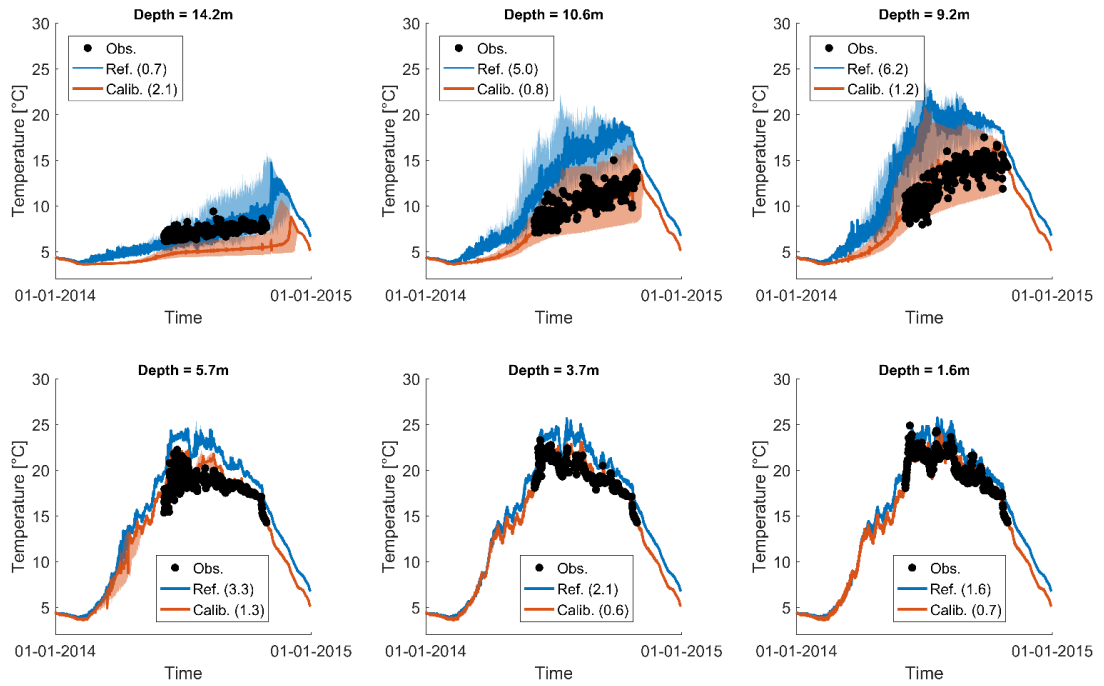 Depth = 14.2m
30
25
20
15
10
5
Temperature [°C]
Obs.
Ref. (0.7)
Calib. (2.1)
01-01-2014
01-01-2015
Time
Depth = 10.6m
30
25
20
15
10
5
Temperature [°C]
Obs.
Ref. (5.0)
Calib. (0.8)
01-01-2014
01-01-2015
Time
Depth = 9.2m
30
25
20
15
10
5
Temperature [°C]
Obs.
Ref. (6.2)
Calib. (1.2)
01-01-2014
01-01-2015
Time
Depth = 5.7m
30
25
20
15
10
5
Temperature [°C]
Obs.
Ref. (3.3)
Calib. (1.3)
01-01-2014
01-01-2015
Time
Depth = 3.7m
30
25
20
15
10
5
Temperature [°C]
Obs.
Ref. (2.1)
Calib. (0.6)
01-01-2014
01-01-2015
Time
Depth = 1.6m
30
25
20
15
10
5
Temperature [°C]
Obs.
Ref. (1.6)
Calib. (0.7)
01-01-2014
01-01-2015
Time